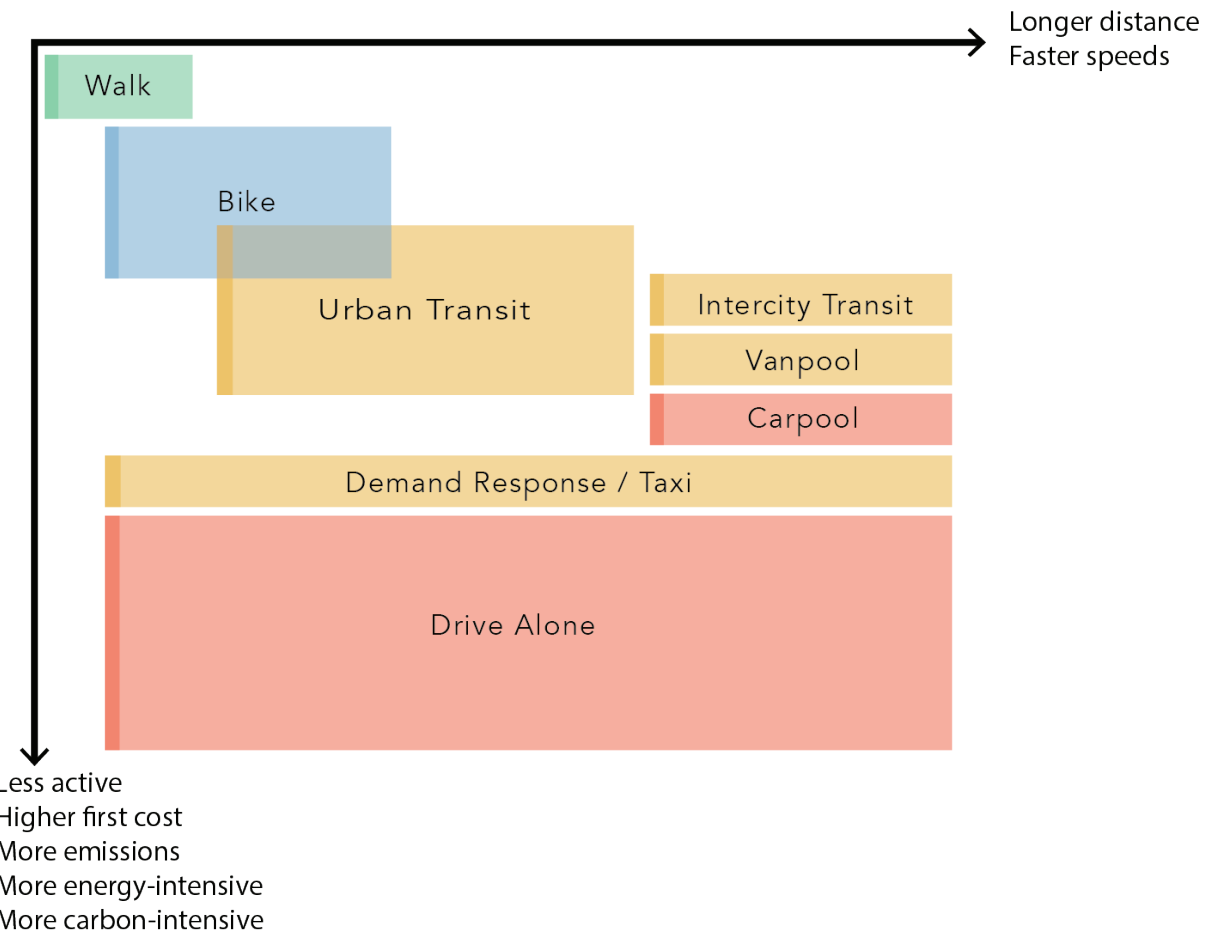 Longer distance
Faster speeds
Walk
Bike
Urban Transit
Intercity Transit
Vanpool
Carpool
Demand Response / Taxi
Drive Alone
Less active
Higher first cost
More emissions
More energy-intensive
More carbon-intensive